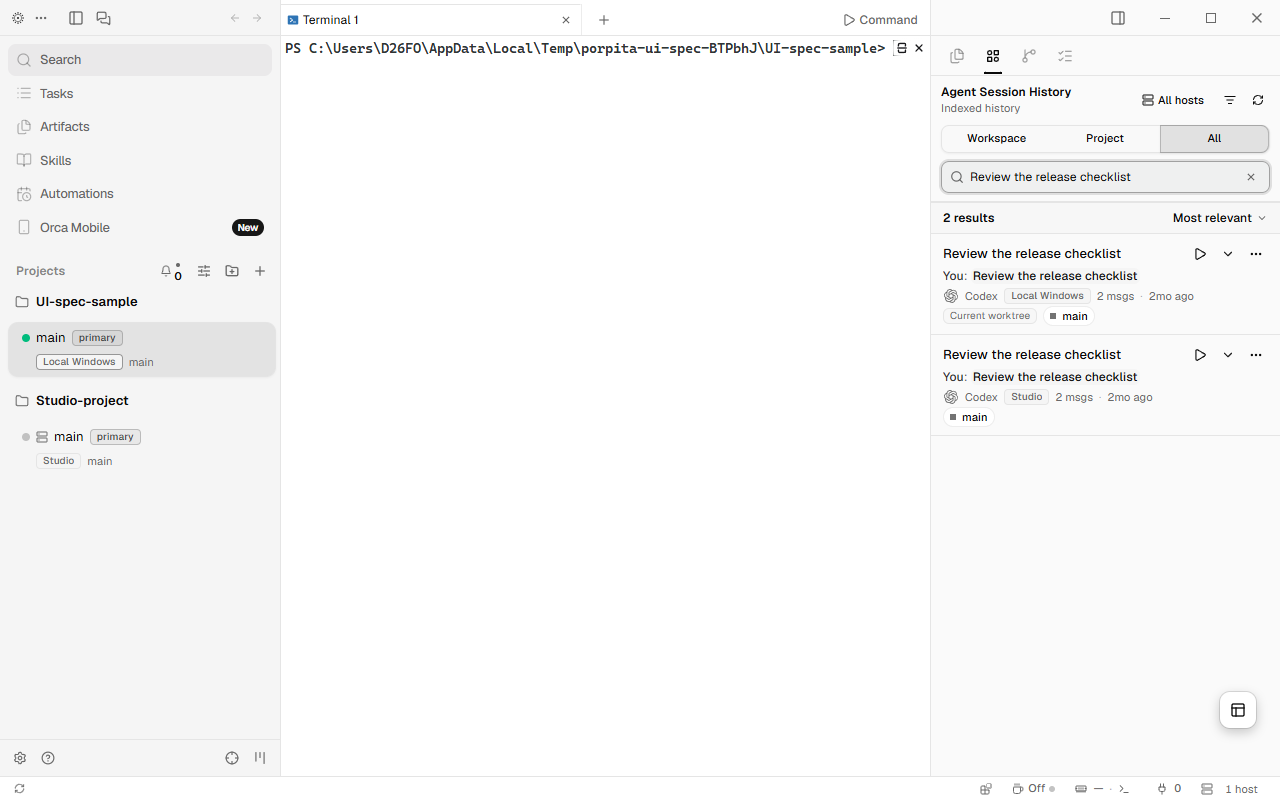 Search
Tasks
Artifacts
Skills
Automations
Orca Mobile New
Projects 0
UI-spec-sample
main primary
Local Windows main
Studio-project
main primary
Studio main
Terminal 1
Command
PS C:\Users\D26FO\AppData\Local\Temp\porpita-ui-spec-BTPbhJ\UI-spec-sample>
Agent Session History
Indexed history
All hosts
Workspace Project All
Review the release checklist
2 results Most relevant
Review the release checklist
You: Review the release checklist
Codex Local Windows 2 msgs · 2mo ago
Current worktree main
Review the release checklist
You: Review the release checklist
Codex Studio 2 msgs · 2mo ago
main
Off — · 0 1 host